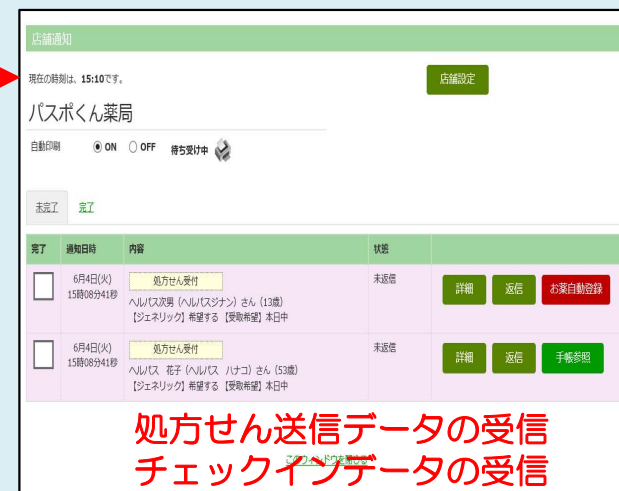 店舗通知
現在の時刻は、15:10です。
店舗設定
パスポくん薬局
自動印刷 ON OFF 待ち受け中
未完了 完了
完了 通知日時 内容 状態
6月4日(火) 処方せん受付 未返信
15時08分41秒 ヘルパス次男（ヘルパスジナン）さん（13歳）
【ジェネリック】希望する【受取希望】本日中
詳細 返信 お薬自動登録
6月4日(火) 処方せん受付 未返信
15時08分41秒 ヘルパス 花子（ヘルパス ハナコ）さん（53歳）
【ジェネリック】希望する【受取希望】本日中
詳細 返信 手帳参照
処方せん送信データの受信
このウィンドウを閉じる
チェックインデータの受信